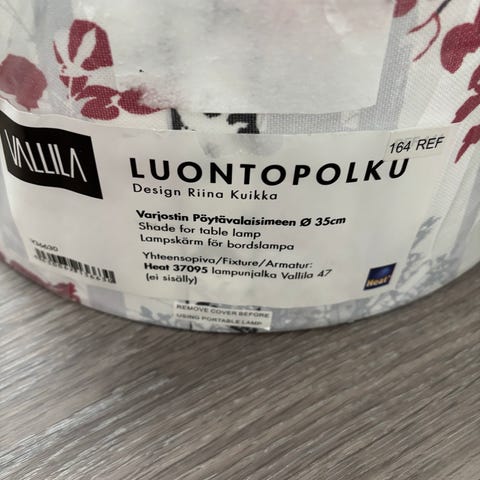 VALLILA
164 REF
LUONTOPOLKU
Design Riina Kuikka
Varjostin Pöytävalaisimeen Ø 35cm
Shade for table lamp
Lampskärm för bordslampa
Yhteensopiva/Fixture/Armatur:
Heat 37095 lampunjalka Vallila 47
(ei sisälly)
Heat
REMOVE COVER BEFORE
USING PORTABLE LAMP